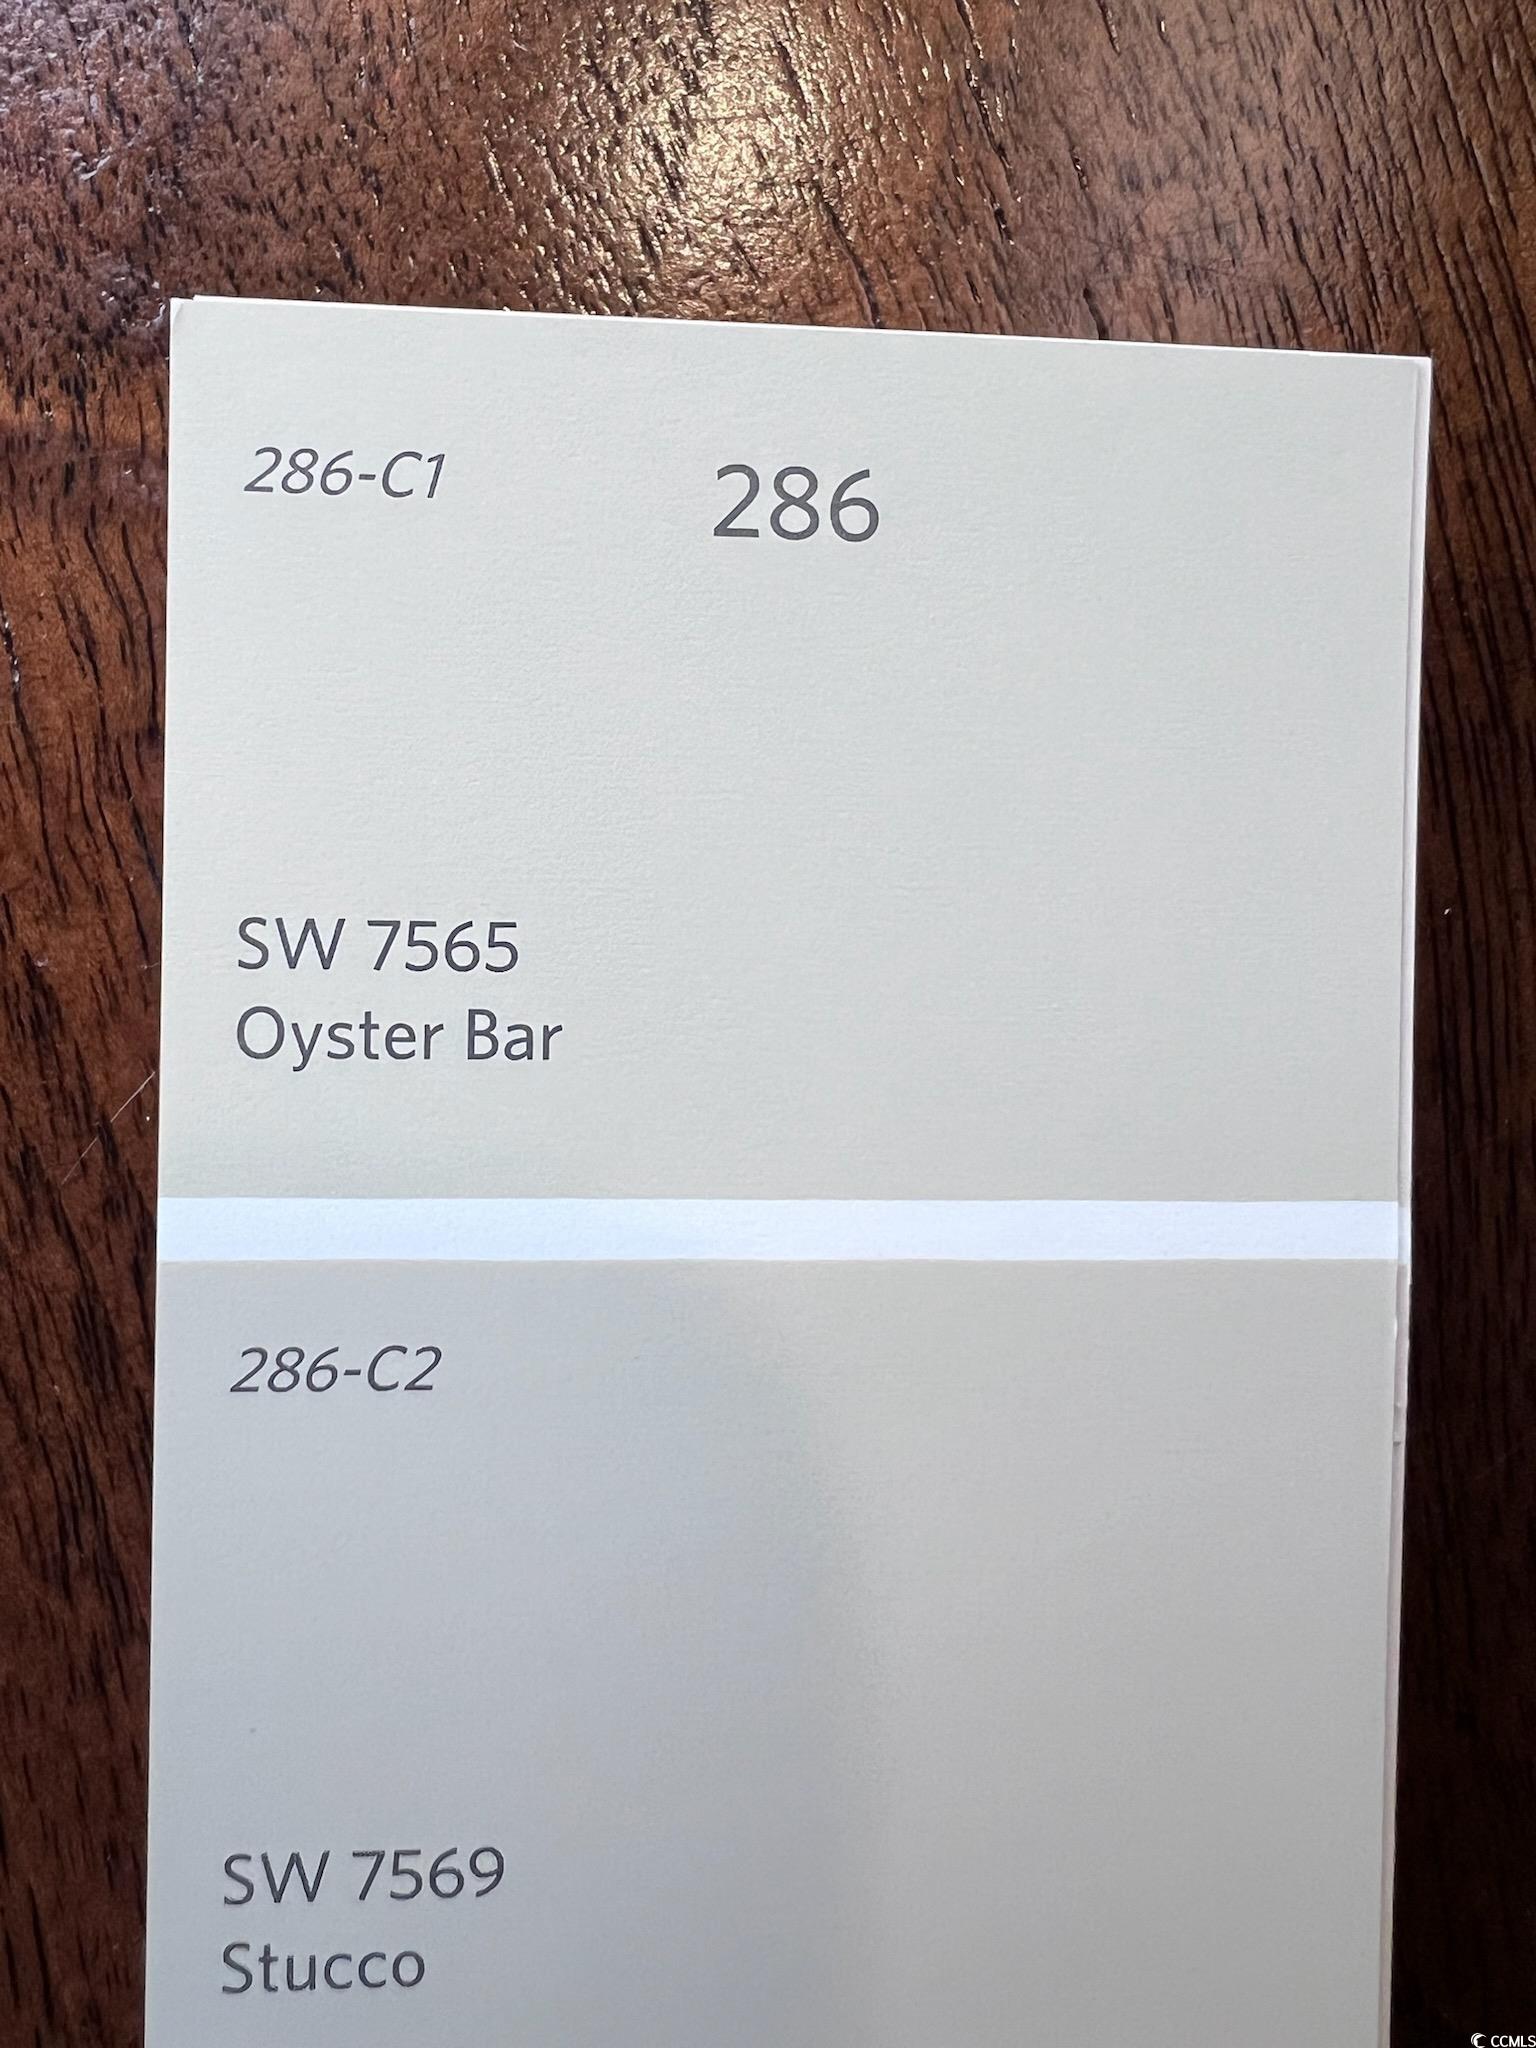 286-C1
286
SW 7565
Oyster Bar
286-C2
SW 7569
Stucco
CCMLS